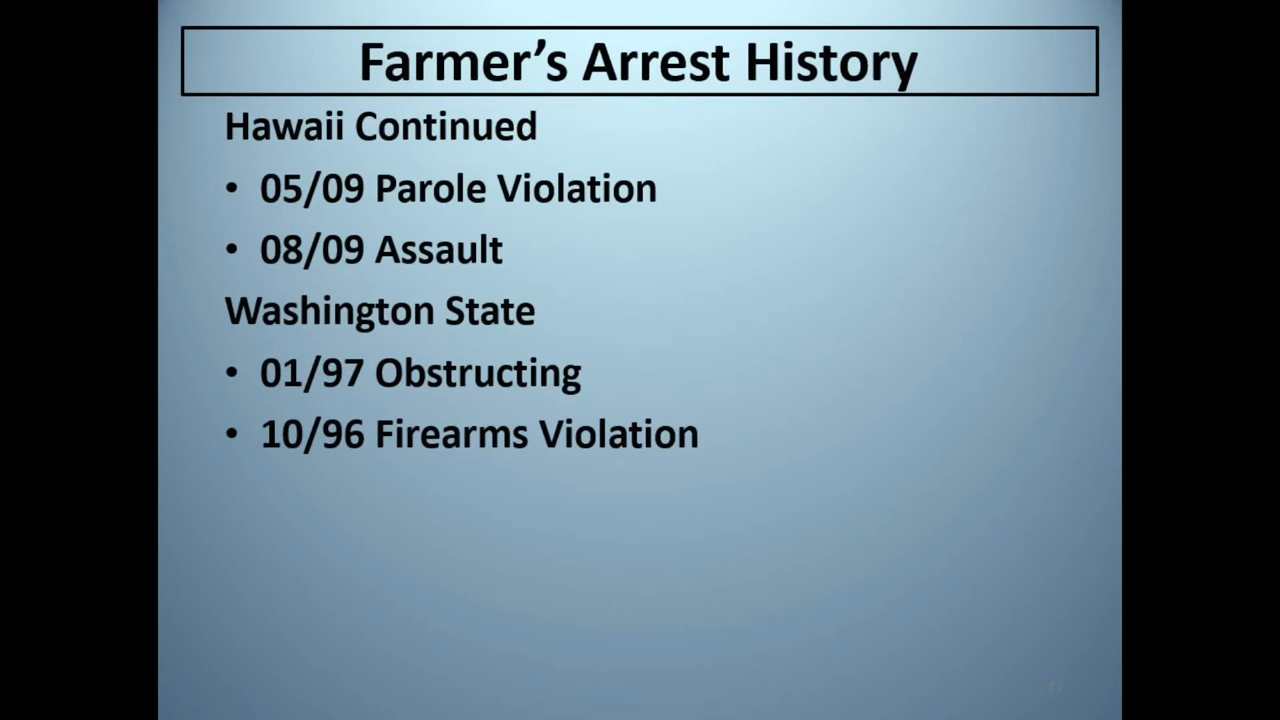 Farmer’s Arrest History
Hawaii Continued
• 05/09 Parole Violation
• 08/09 Assault
Washington State
• 01/97 Obstructing
• 10/96 Firearms Violation